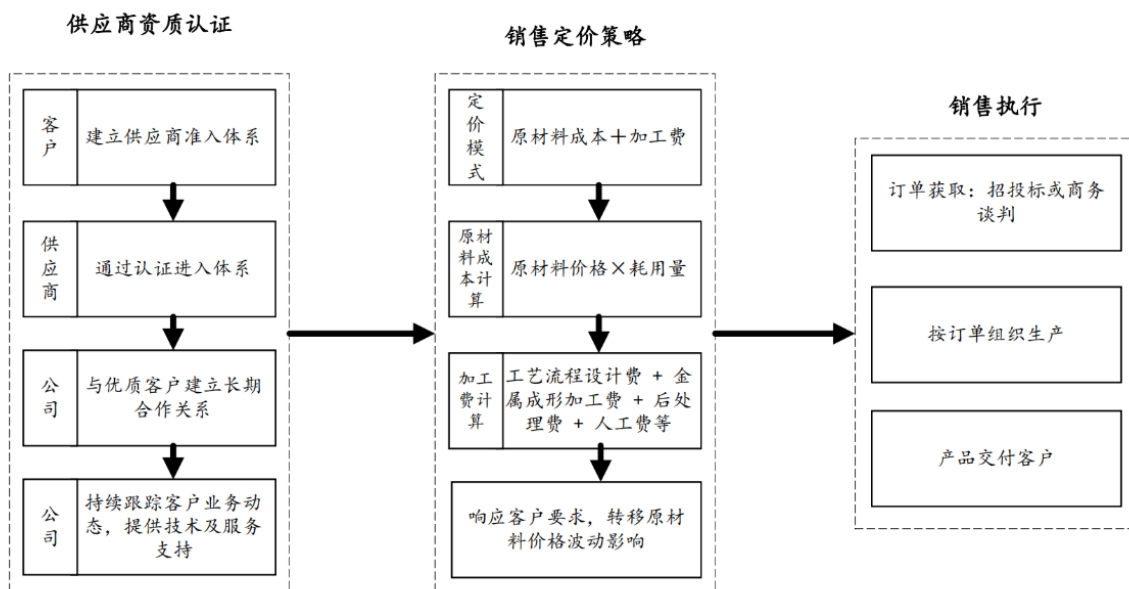 供应商资质认证
客户
建立供应商准入体系
供应商
通过认证进入体系
公司
与优质客户建立长期
合作关系
公司
持续跟踪客户业务动
态，提供技术及服务
支持
销售定价策略
定价模式
原材料成本＋加工费
原材
料成
本计
算
原材料价格×耗用量
加工
费计
算
工艺流程设计费 + 金
属成形加工费 + 后处
理费 + 人工费等
响应客户要求，转移原材
料价格波动影响
销售执行
订单获取：招投标或商务
谈判
按订单组织生产
产品交付客户